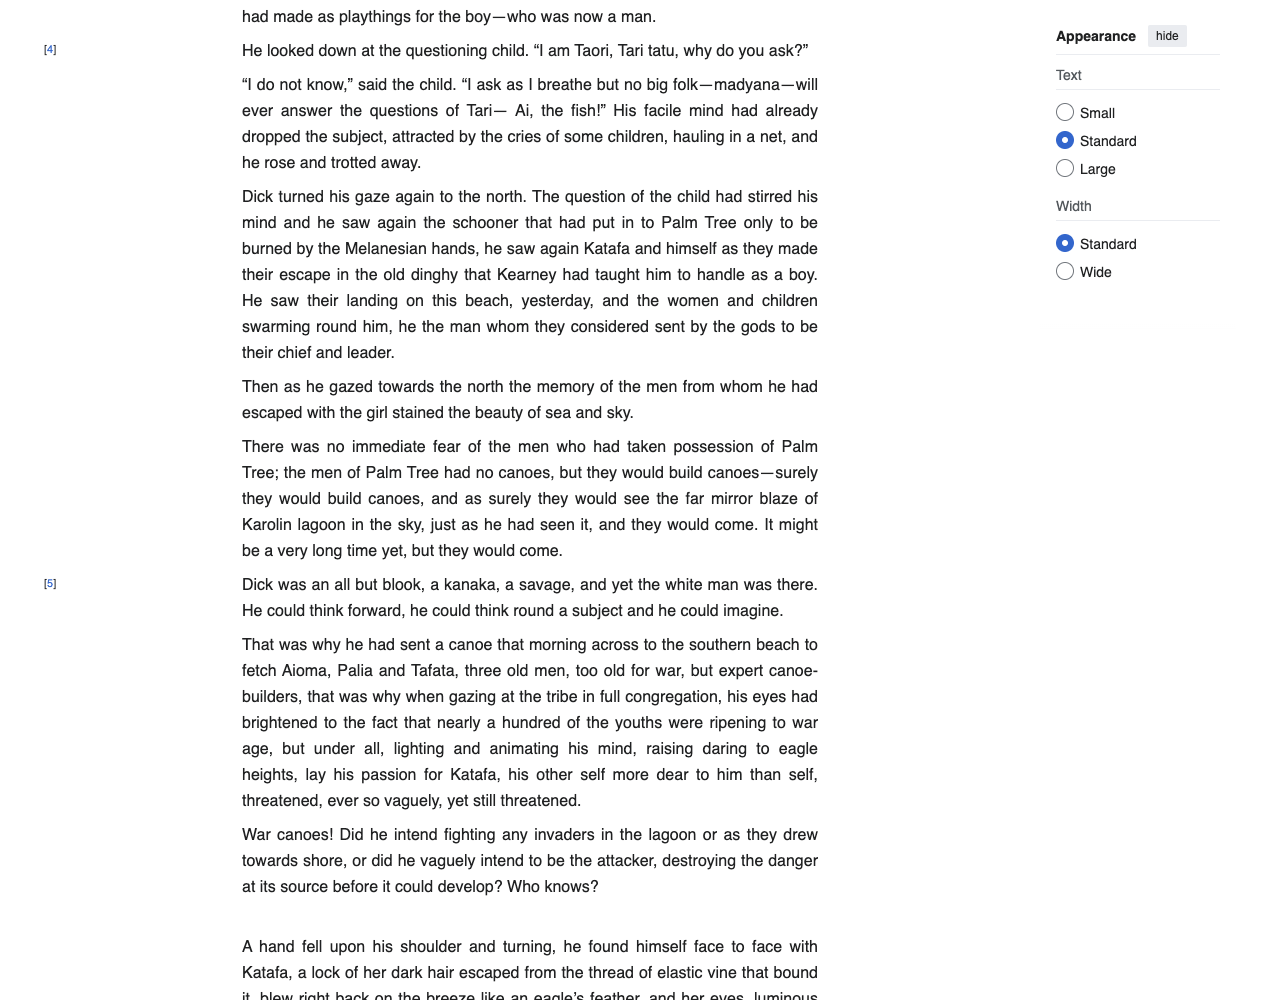 had made as playthings for the boy—who was now a man.
[4]
He looked down at the questioning child. “I am Taori, Tari tatu, why do you ask?”
“I do not know,” said the child. “I ask as I breathe but no big folk—madyana—will
ever answer the questions of Tari— Ai, the fish!” His facile mind had already
dropped the subject, attracted by the cries of some children, hauling in a net, and
he rose and trotted away.
Dick turned his gaze again to the north. The question of the child had stirred his
mind and he saw again the schooner that had put in to Palm Tree only to be
burned by the Melanesian hands, he saw again Katafa and himself as they made
their escape in the old dinghy that Kearney had taught him to handle as a boy.
He saw their landing on this beach, yesterday, and the women and children
swarming round him, he the man whom they considered sent by the gods to be
their chief and leader.
Then as he gazed towards the north the memory of the men from whom he had
escaped with the girl stained the beauty of sea and sky.
There was no immediate fear of the men who had taken possession of Palm
Tree; the men of Palm Tree had no canoes, but they would build canoes—surely
they would build canoes, and as surely they would see the far mirror blaze of
Karolin lagoon in the sky, just as he had seen it, and they would come. It might
be a very long time yet, but they would come.
[5]
Dick was an all but blook, a kanaka, a savage, and yet the white man was there.
He could think forward, he could think round a subject and he could imagine.
That was why he had sent a canoe that morning across to the southern beach to
fetch Aioma, Palia and Tafata, three old men, too old for war, but expert canoe-
builders, that was why when gazing at the tribe in full congregation, his eyes had
brightened to the fact that nearly a hundred of the youths were ripening to war
age, but under all, lighting and animating his mind, raising daring to eagle
heights, lay his passion for Katafa, his other self more dear to him than self,
threatened, ever so vaguely, yet still threatened.
War canoes! Did he intend fighting any invaders in the lagoon or as they drew
towards shore, or did he vaguely intend to be the attacker, destroying the danger
at its source before it could develop? Who knows?
A hand fell upon his shoulder and turning, he found himself face to face with
Katafa, a lock of her dark hair escaped from the thread of elastic vine that bound
it, blew right back on the breeze like an eagle’s feather, and her eyes, luminous
Appearance hide
Text
Small
Standard
Large
Width
Standard
Wide